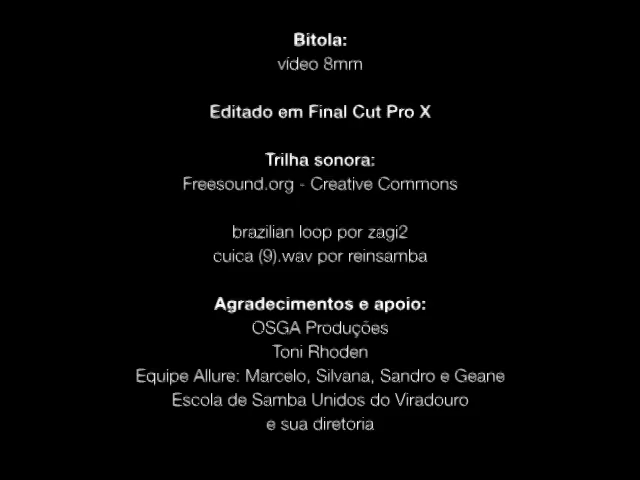 Bitola:
vídeo 8mm
Editado em Final Cut Pro X
Trilha sonora:
Freesound.org - Creative Commons
brazilian loop por zagi2
cuica (9).wav por reinsamba
Agradecimentos e apoio:
OSGA Produções
Toni Rhoden
Equipe Allure: Marcelo, Silvana, Sandro e Geane
Escola de Samba Unidos do Viradouro
e sua diretoria